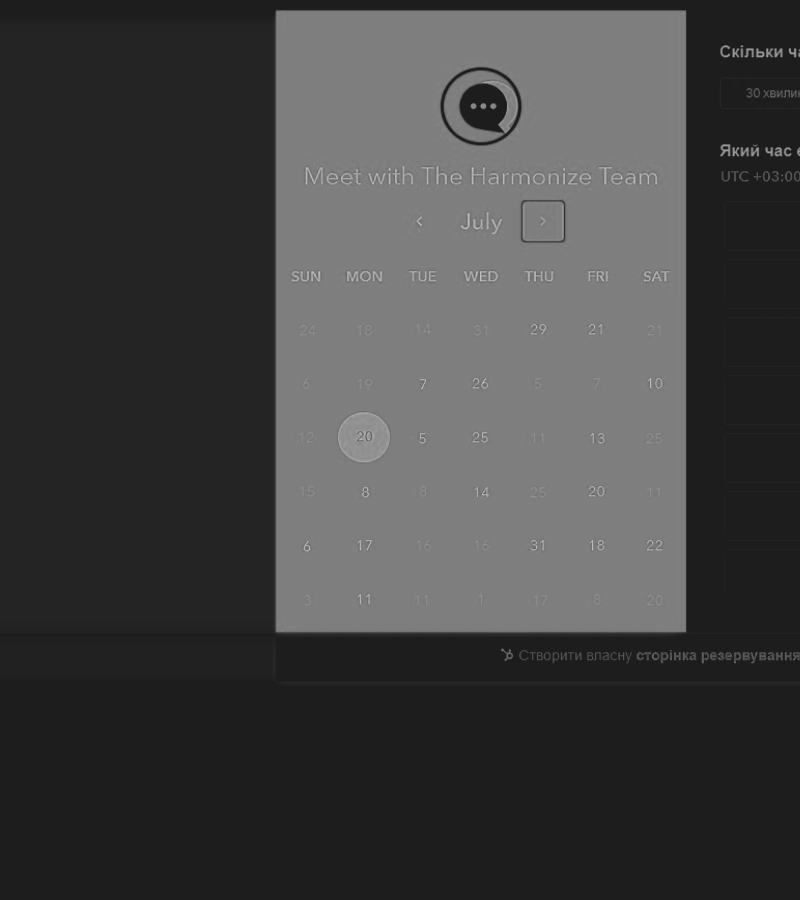 Meet with The Harmonize Team
July
SUN MON TUE WED THU FRI SAT
24 18 14 31 29 21 21
6 19 7 26 5 7 10
12 20 5 25 11 13 25
15 8 8 14 25 20 11
6 17 16 16 31 18 22
3 11 11 1 17 8 20
Скільки ча
30 хвилин
Який час є
UTC +03:00
Створити власну сторінка резервування